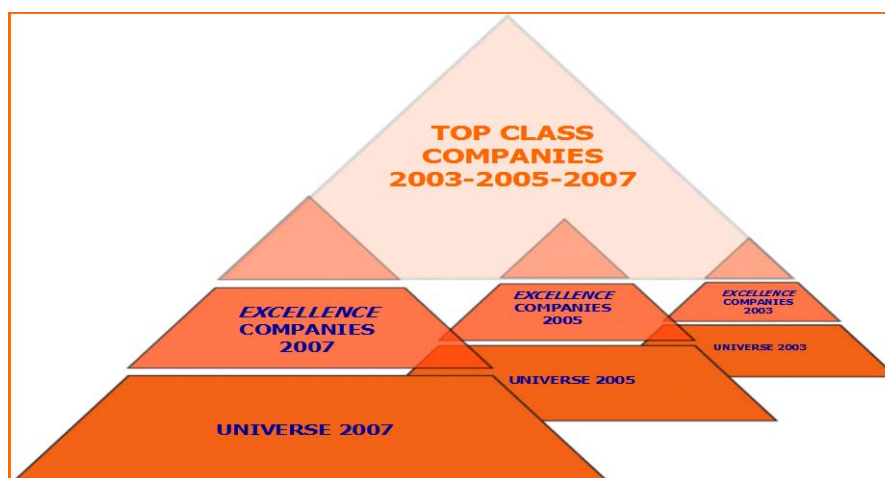 TOP CLASS
COMPANIES
2003-2005-2007
EXCELLENCE
COMPANIES
2007
EXCELLENCE
COMPANIES
2005
EXCELLENCE
COMPANIES
2003
UNIVERSE 2007
UNIVERSE 2005
UNIVERSE 2003